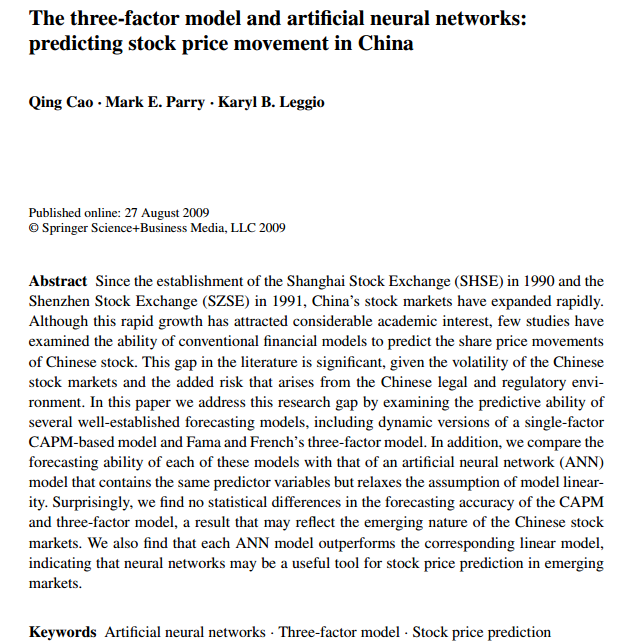 The three-factor model and artificial neural networks:
predicting stock price movement in China
Qing Cao · Mark E. Parry · Karyl B. Leggio
Published online: 27 August 2009
© Springer Science+Business Media, LLC 2009
Abstract Since the establishment of the Shanghai Stock Exchange (SHSE) in 1990 and the
Shenzhen Stock Exchange (SZSE) in 1991, China's stock markets have expanded rapidly.
Although this rapid growth has attracted considerable academic interest, few studies have
examined the ability of conventional financial models to predict the share price movements
of Chinese stock. This gap in the literature is significant, given the volatility of the Chinese
stock markets and the added risk that arises from the Chinese legal and regulatory envi-
ronment. In this paper we address this research gap by examining the predictive ability of
several well-established forecasting models, including dynamic versions of a single-factor
CAPM-based model and Fama and French's three-factor model. In addition, we compare the
forecasting ability of each of these models with that of an artificial neural network (ANN)
model that contains the same predictor variables but relaxes the assumption of model linear-
ity. Surprisingly, we find no statistical differences in the forecasting accuracy of the CAPM
and three-factor model, a result that may reflect the emerging nature of the Chinese stock
markets. We also find that each ANN model outperforms the corresponding linear model,
indicating that neural networks may be a useful tool for stock price prediction in emerging
markets.
Keywords Artificial neural networks · Three-factor model · Stock price prediction